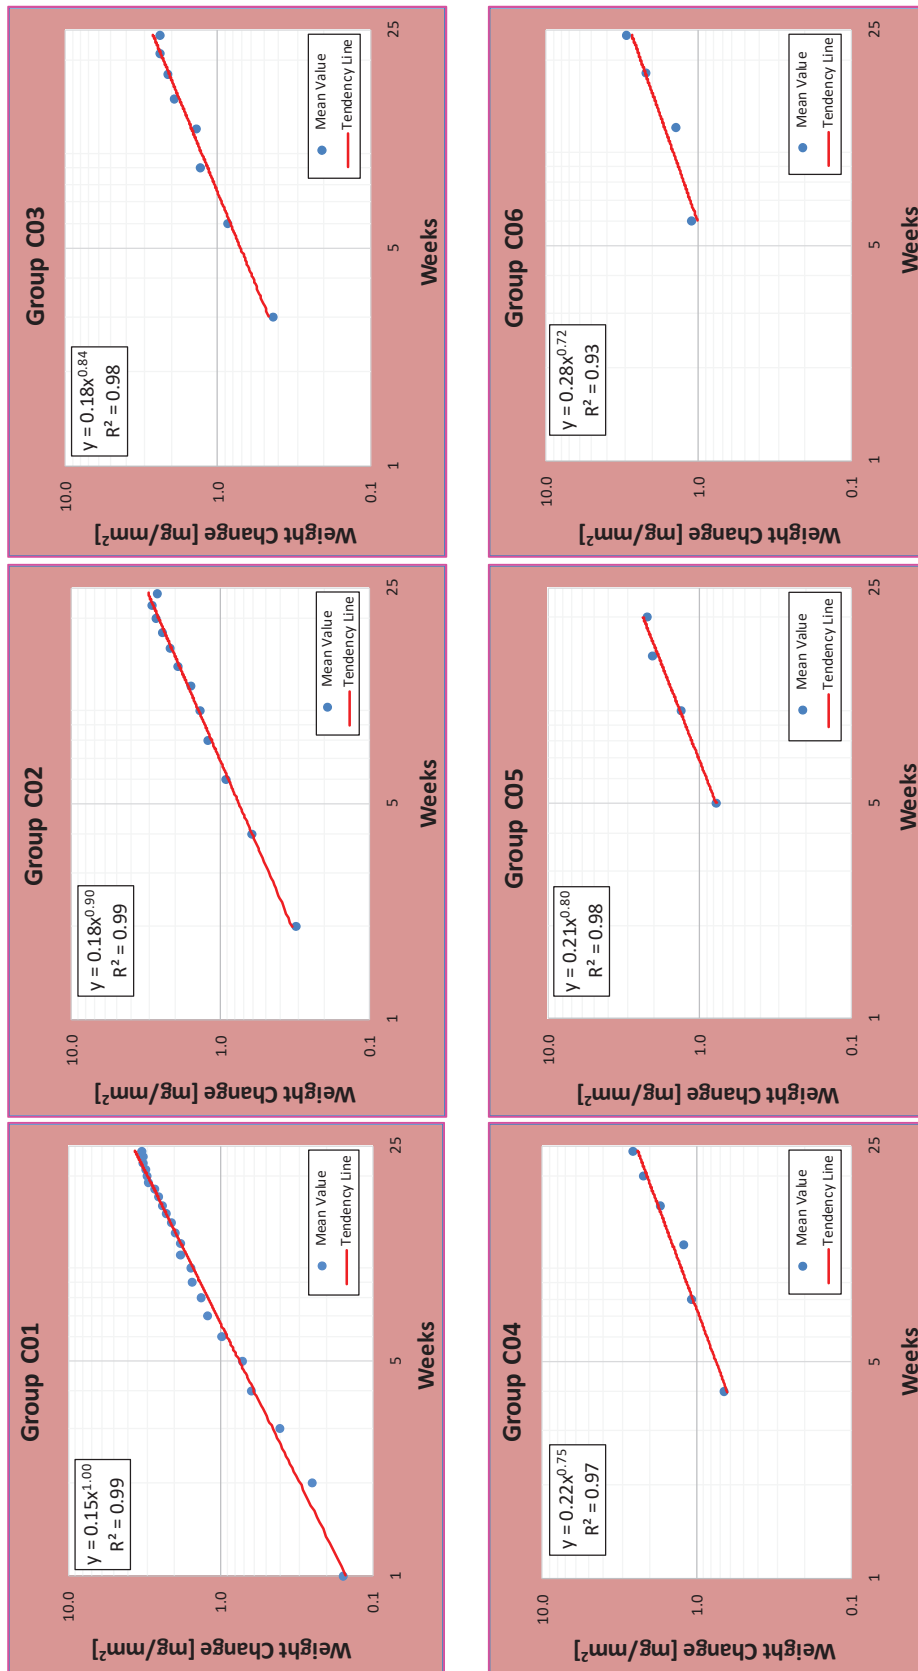 Group C01
y = 0.15x^1.00
R² = 0.99
Weight Change [mg/mm²]
10.0
1.0
0.1
1
5
25
Weeks
Mean Value
Tendency Line
Group C02
y = 0.18x^0.90
R² = 0.99
Weight Change [mg/mm²]
10.0
1.0
0.1
1
5
25
Weeks
Mean Value
Tendency Line
Group C03
y = 0.18x^0.84
R² = 0.98
Weight Change [mg/mm²]
10.0
1.0
0.1
1
5
25
Weeks
Mean Value
Tendency Line
Group C04
y = 0.22x^0.75
R² = 0.97
Weight Change [mg/mm²]
10.0
1.0
0.1
1
5
25
Weeks
Mean Value
Tendency Line
Group C05
y = 0.21x^0.80
R² = 0.98
Weight Change [mg/mm²]
10.0
1.0
0.1
1
5
25
Weeks
Mean Value
Tendency Line
Group C06
y = 0.28x^0.72
R² = 0.93
Weight Change [mg/mm²]
10.0
1.0
0.1
1
5
25
Weeks
Mean Value
Tendency Line